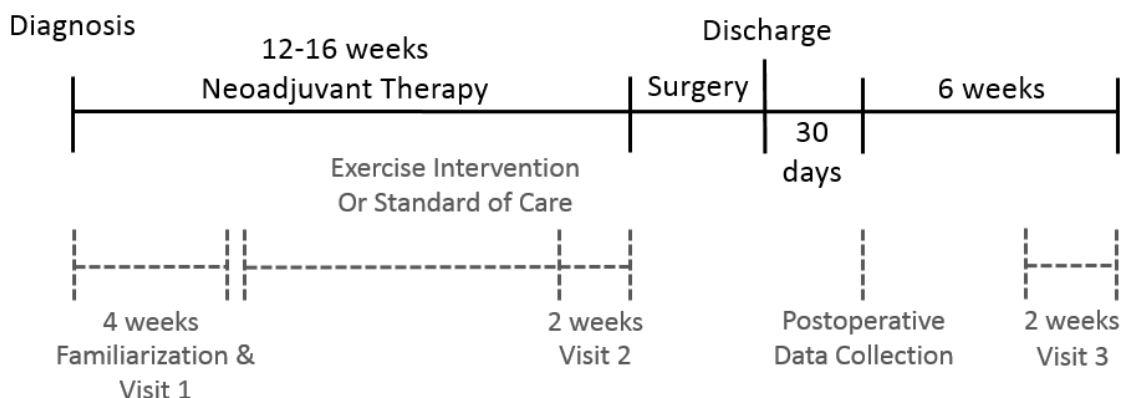 Diagnosis
12-16 weeks
Neoadjuvant Therapy
Surgery
Discharge
30
days
6 weeks
Exercise Intervention
Or Standard of Care
4 weeks
Familiarization &
Visit 1
2 weeks
Visit 2
Postoperative
Data Collection
2 weeks
Visit 3